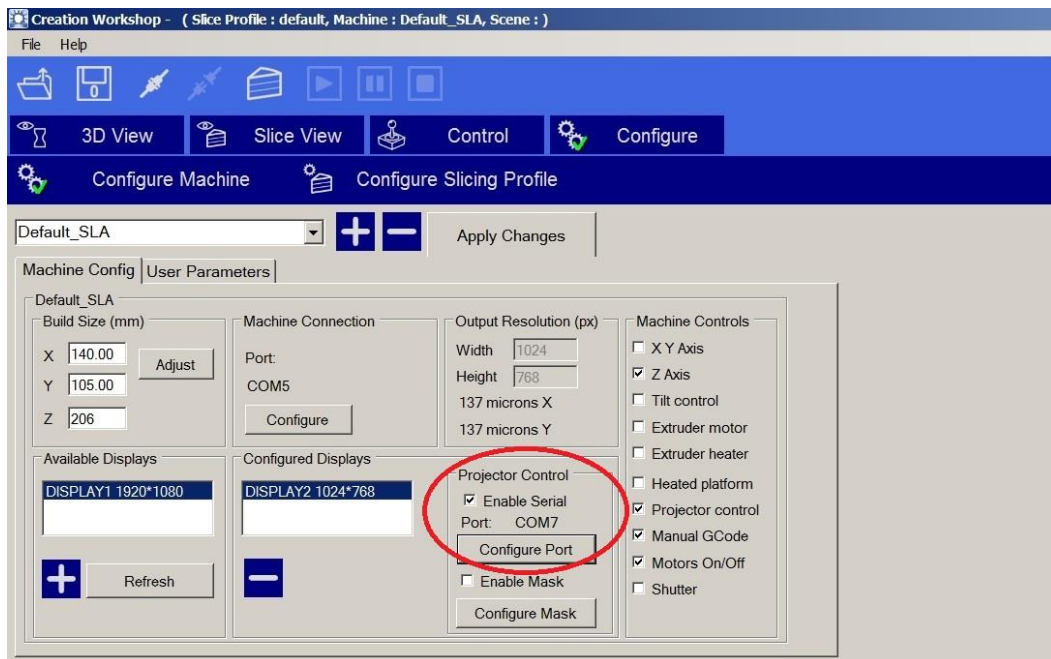 Creation Workshop - ( Slice Profile : default, Machine : Default_SLA, Scene : )
File Help
0
3D View Slice View Control Configure
Configure Machine Configure Slicing Profile
Default_SLA Apply Changes
Machine Config User Parameters
Default_SLA
Build Size (mm)
X 140.00 Adjust
Y 105.00
Z 206
Machine Connection
Port:
COM5
Configure
Output Resolution (px)
Width 1024
Height 768
137 microns X
137 microns Y
Machine Controls
X Y Axis
Z Axis
Tilt control
Extruder motor
Extruder heater
Heated platform
Projector control
Manual GCode
Motors On/Off
Shutter
Available Displays
DISPLAY1 1920*1080
Refresh
Configured Displays
DISPLAY2 1024*768
Projector Control
Enable Serial
Port: COM7
Configure Port
Enable Mask
Configure Mask